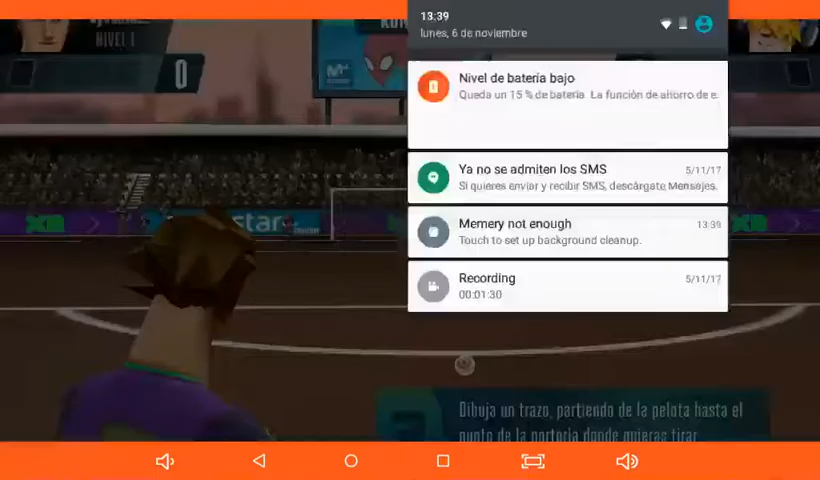 13:39
lunes, 6 de noviembre
NIVEL 1
0
M+
Nivel de batería bajo
Queda un 15 % de batería. La función de ahorro de e.
Ya no se admiten los SMS 5/11/17
Si quieres enviar y recibir SMS, descárgate Mensajes.
Memery not enough 13:39
Touch to set up background cleanup.
Recording 5/11/17
00:01:30
star
Dibuja un trazo, partiendo de la pelota hasta el
punto de la portería donde quieras tirar.